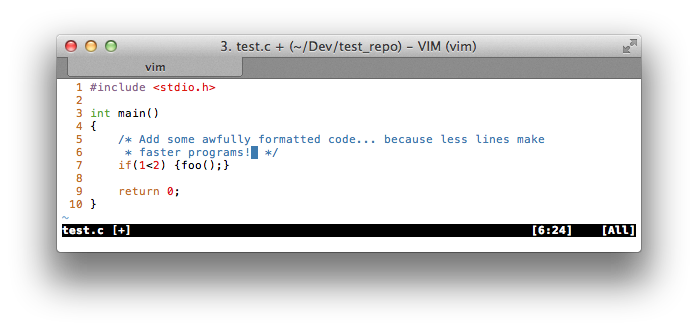 3. test.c + (~/Dev/test_repo) – VIM (vim)
vim
1 #include <stdio.h>
2
3 int main()
4 {
5     /* Add some awfully formatted code... because less lines make
6      * faster programs!  */
7     if(1<2) {foo();}
8
9     return 0;
10 }
~
test.c [+] [6:24] [All]